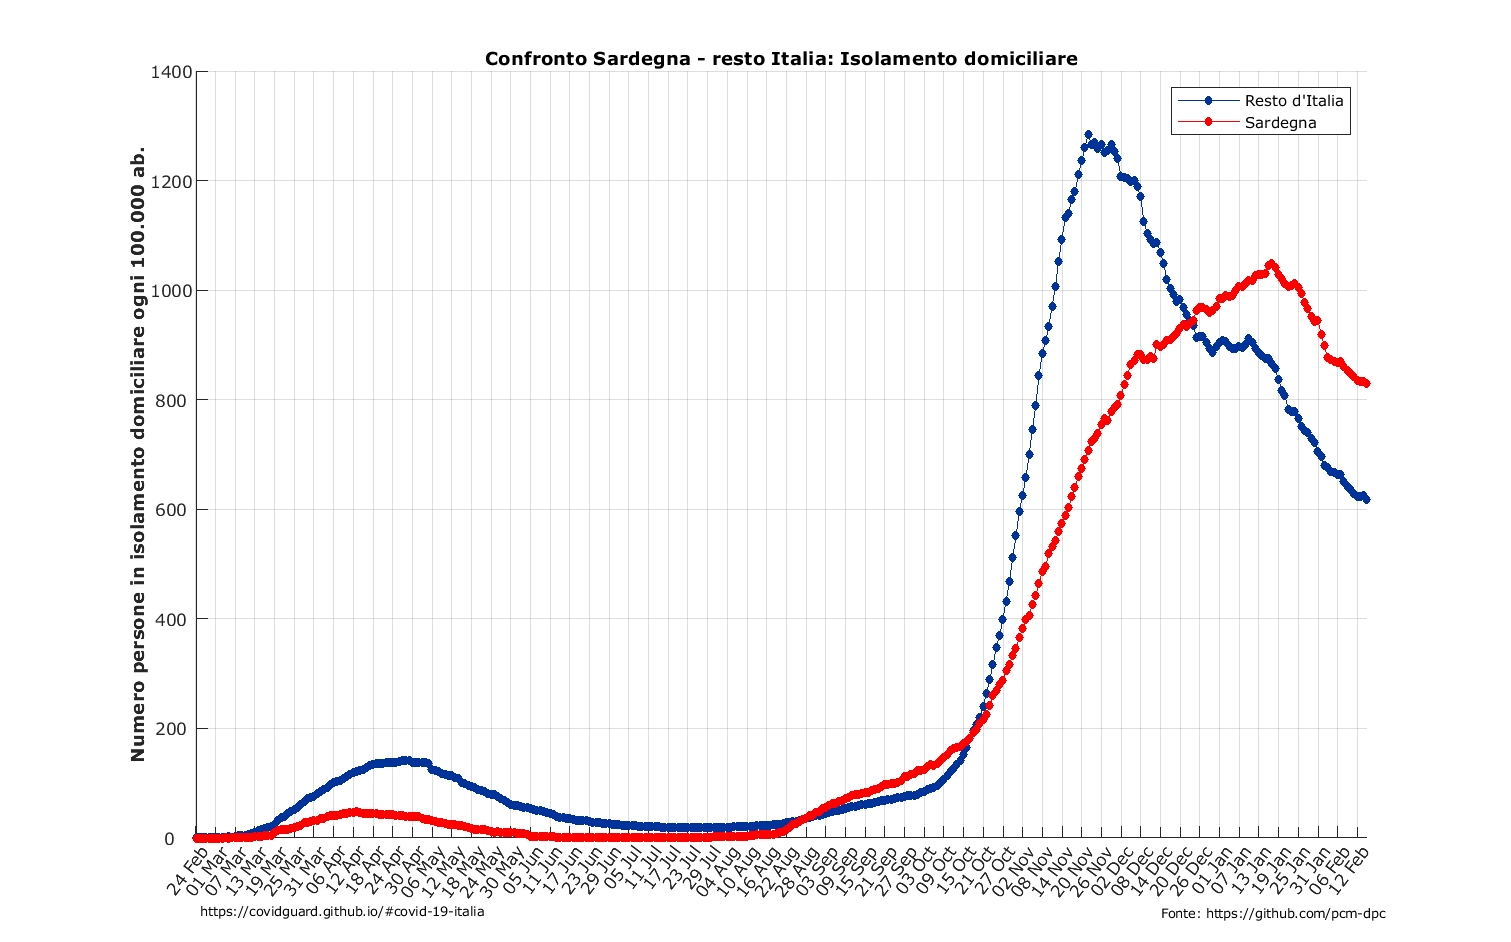 Confronto Sardegna - resto Italia: Isolamento domiciliare
Numero persone in isolamento domiciliare ogni 100.000 ab.
1400
1200
1000
800
600
400
200
0
Resto d'Italia
Sardegna
24 Feb
01 Mar
07 Mar
13 Mar
19 Mar
25 Mar
31 Mar
06 Apr
12 Apr
18 Apr
24 Apr
30 Apr
06 May
12 May
18 May
24 May
30 May
05 Jun
11 Jun
17 Jun
23 Jun
29 Jun
05 Jul
11 Jul
17 Jul
23 Jul
29 Jul
04 Aug
10 Aug
16 Aug
22 Aug
28 Aug
03 Sep
09 Sep
15 Sep
21 Sep
27 Sep
03 Oct
09 Oct
15 Oct
21 Oct
27 Oct
02 Nov
08 Nov
14 Nov
20 Nov
26 Nov
02 Dec
08 Dec
14 Dec
20 Dec
26 Dec
01 Jan
07 Jan
13 Jan
19 Jan
25 Jan
31 Jan
06 Feb
12 Feb
https://covidguard.github.io/#covid-19-italia
Fonte: https://github.com/pcm-dpc